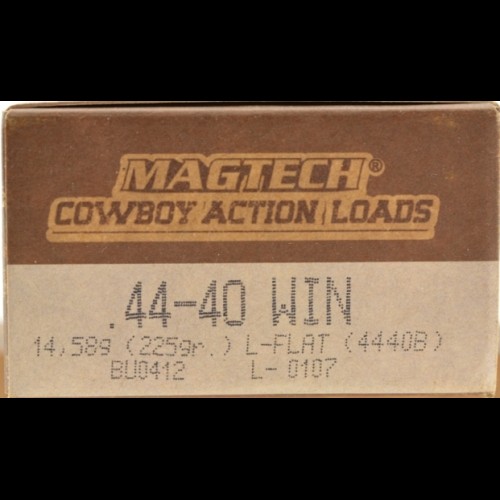 MAGTECH®
COWBOY ACTION LOADS
.44-40 WIN
14,58g (225gr.) L-FLAT (4440B)
BU0412 L- 0107